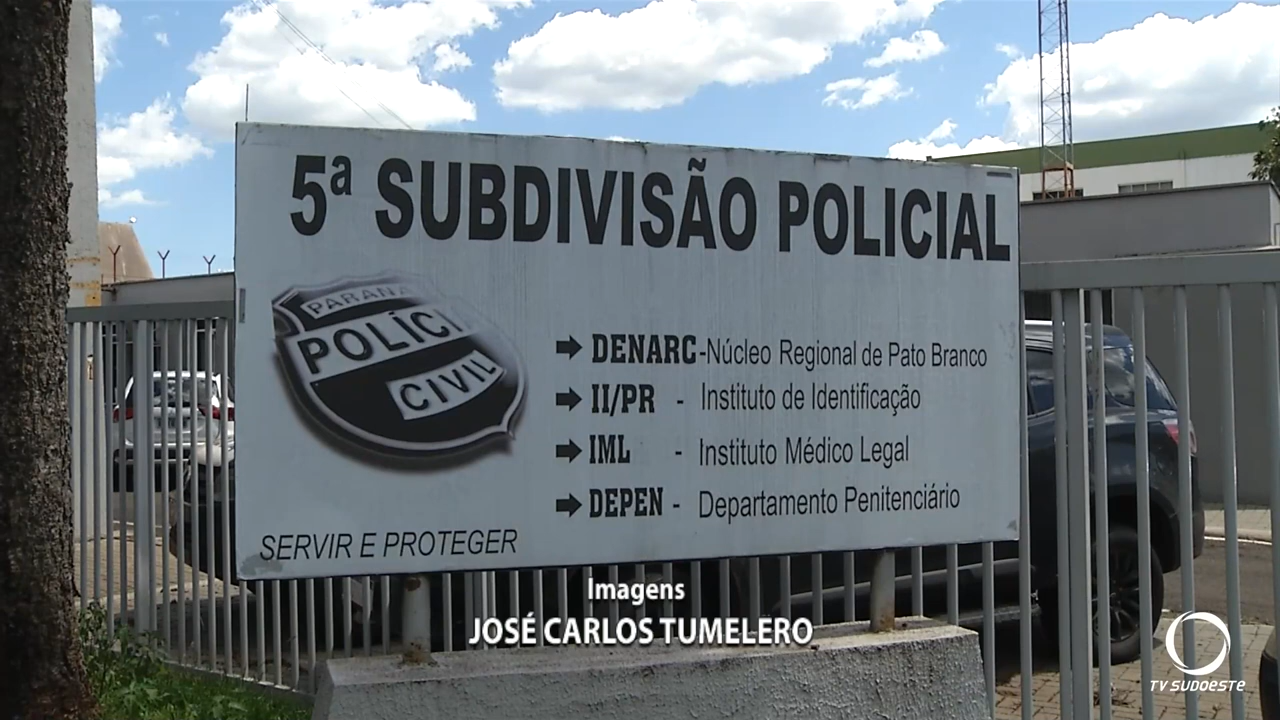 5ª SUBDIVISÃO POLICIAL
PARANÁ
POLÍCIA
CIVIL
DENARC-Núcleo Regional de Pato Branco
II/PR - Instituto de Identificação
IML - Instituto Médico Legal
DEPEN - Departamento Penitenciário
SERVIR E PROTEGER
Imagens
JOSÉ CARLOS TUMELERO
TV SUDOESTE